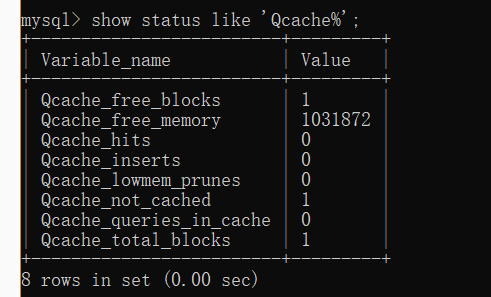 mysql> show status like 'Qcache%';
+-------------------------+---------+
| Variable_name | Value |
+-------------------------+---------+
| Qcache_free_blocks | 1 |
| Qcache_free_memory | 1031872 |
| Qcache_hits | 0 |
| Qcache_inserts | 0 |
| Qcache_lowmem_prunes | 0 |
| Qcache_not_cached | 1 |
| Qcache_queries_in_cache | 0 |
| Qcache_total_blocks | 1 |
+-------------------------+---------+
8 rows in set (0.00 sec)